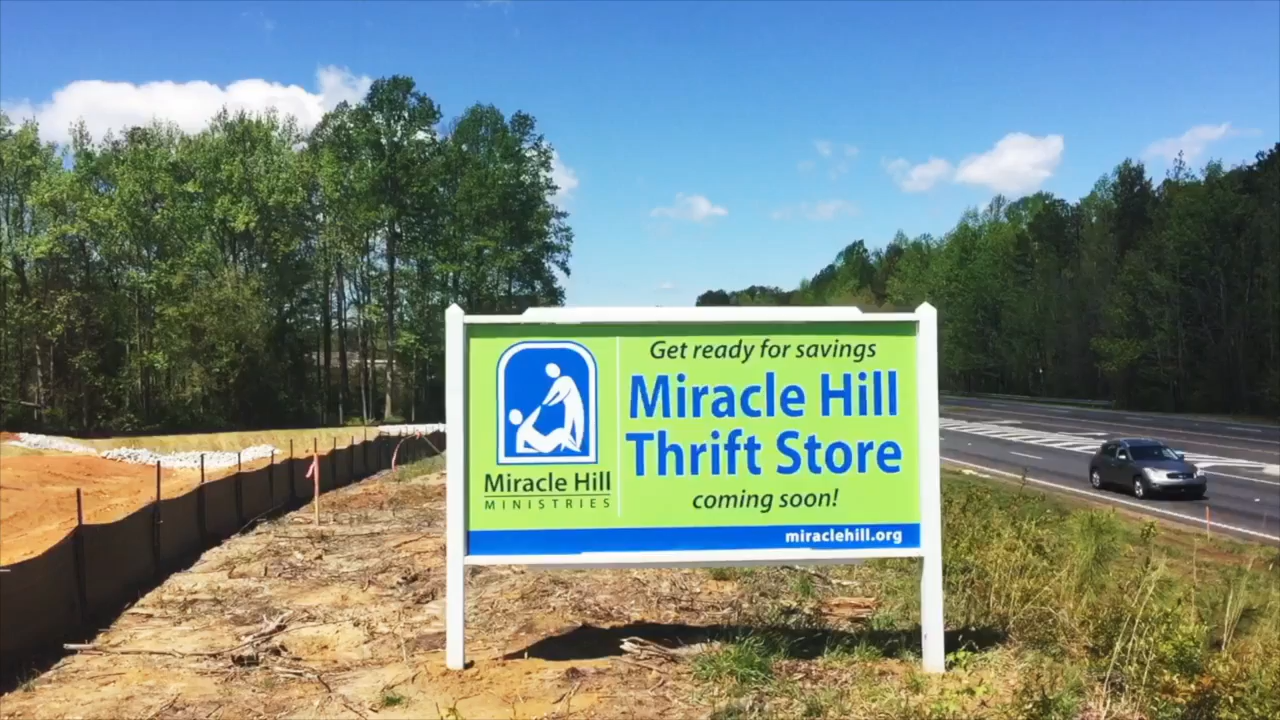 Miracle Hill
MINISTRIES
Get ready for savings
Miracle Hill
Thrift Store
coming soon!
miraclehill.org